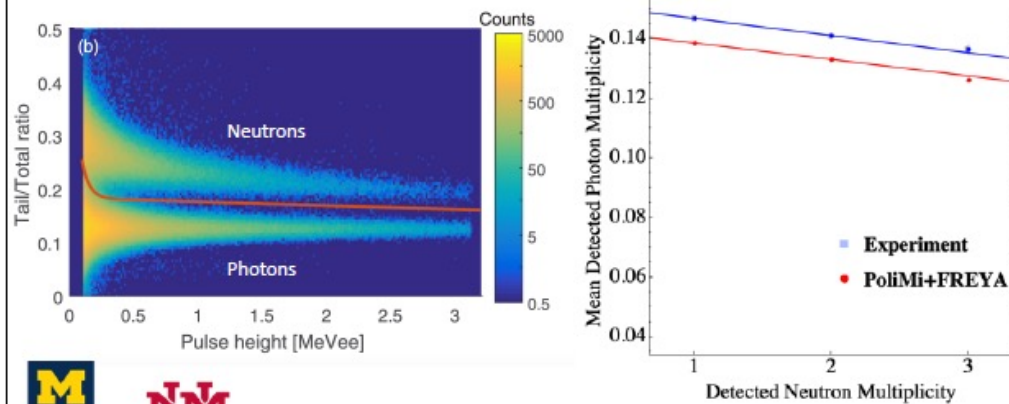 Counts
0.5
(b)
0.4
0.3
0.2
0.1
0
Tail/Total ratio
Neutrons
Photons
0
0.5
1
1.5
2
2.5
3
Pulse height [MeVee]
5000
500
50
5
0.5
M
NM
0.14
0.12
0.10
0.08
0.06
0.04
Mean Detected Photon Multiplicity
Experiment
PoliMi+FREYA
1
2
3
Detected Neutron Multiplicity